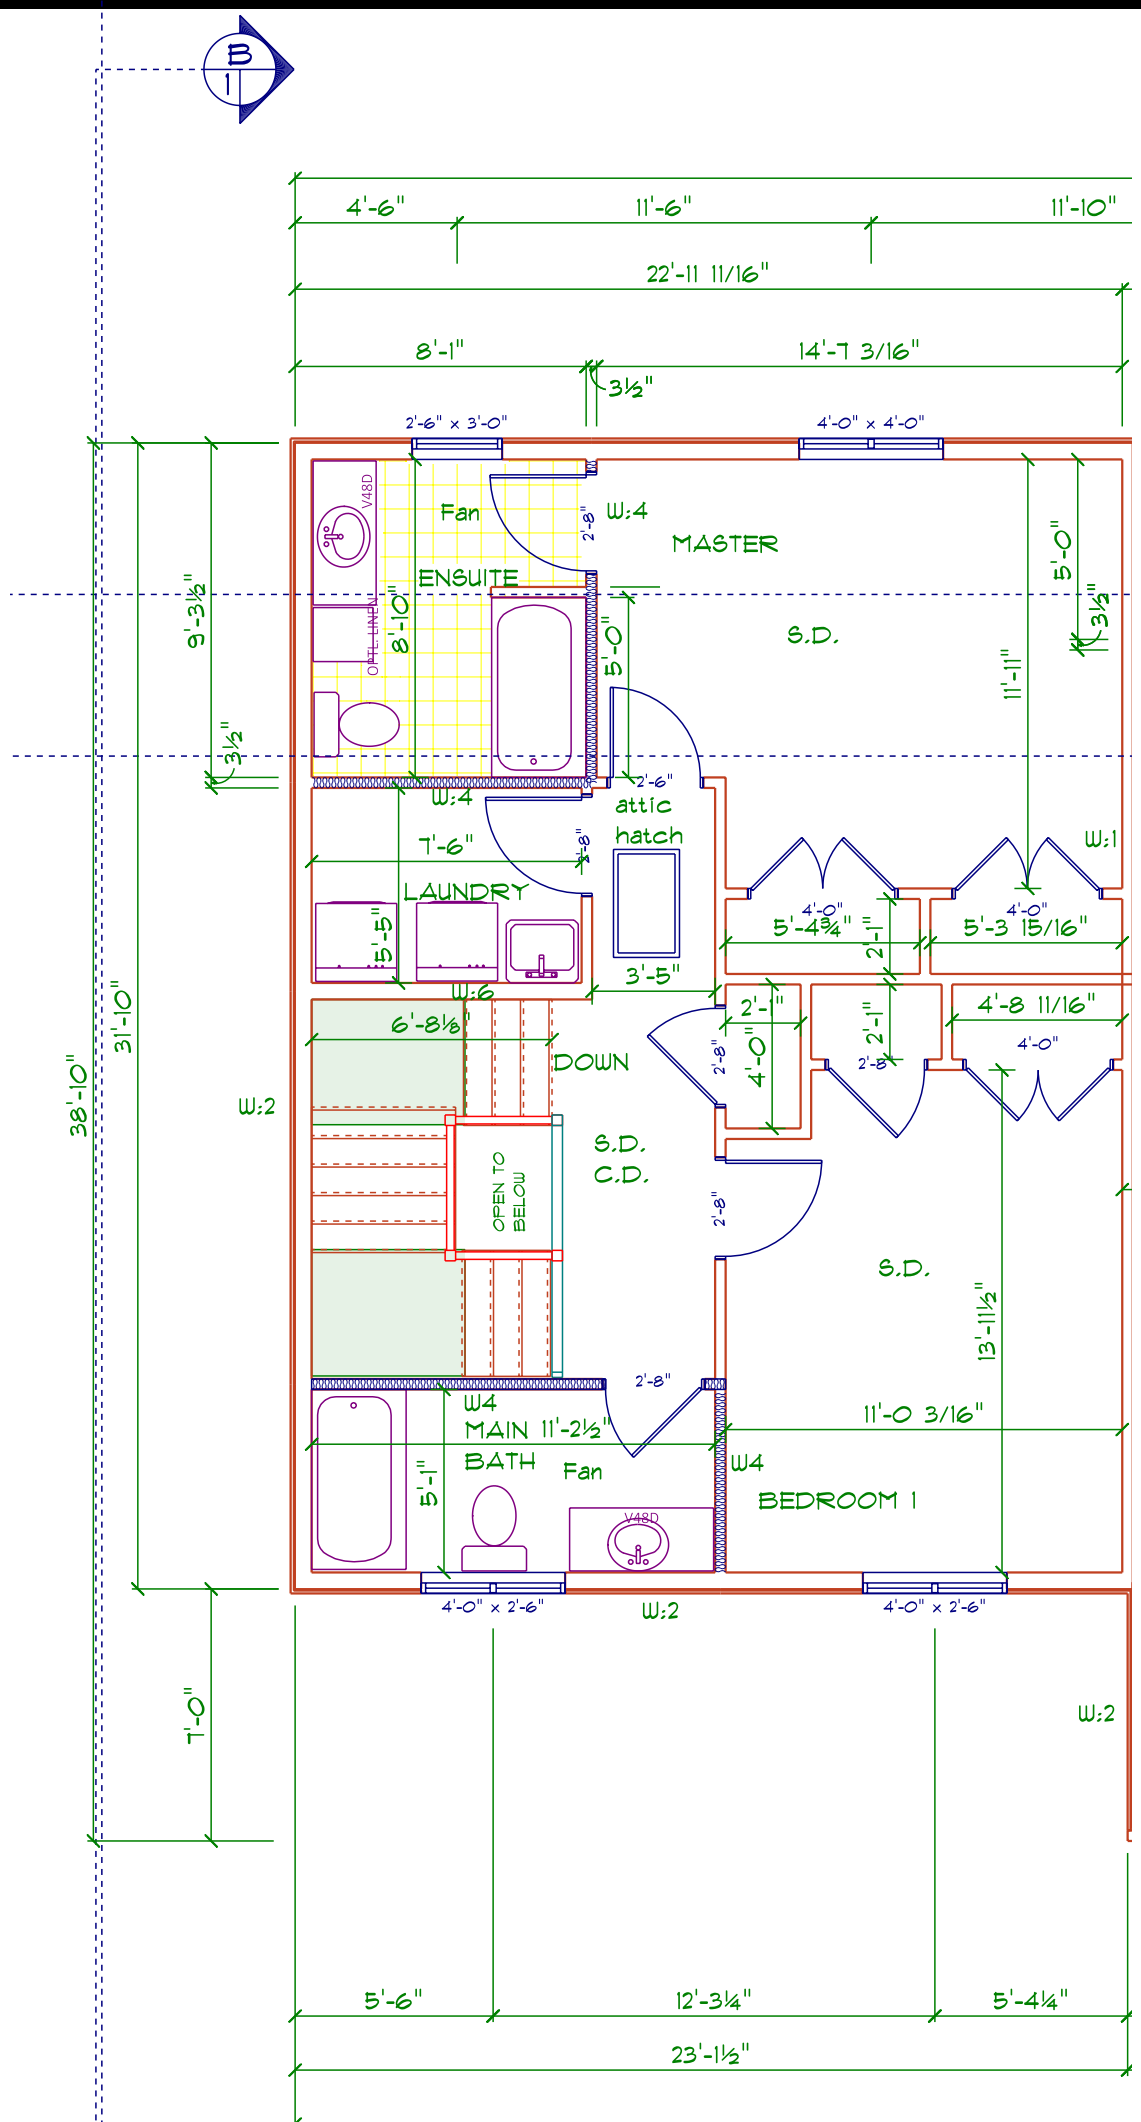 B
1
4'-6"
11'-6"
11'-10"
22'-11 11/16"
8'-1"
14'-7 3/16"
3½"
2'-6" x 3'-0"
4'-0" x 4'-0"
V48D
Fan
2'-8"
W:4
MASTER
5'-0"
ENSUITE
9'-3½"
8'-10"
OPTL. LINEN
5'-0"
S.D.
3½"
11'-11"
3½"
2'-6"
W:4
attic
hatch
7'-6"
2'-8"
W:1
LAUNDRY
4'-0"
4'-0"
5'-4¾"
5'-3 15/16"
5'-5"
2'-1"
3'-5"
W:6
31'-10"
6'-8⅛"
2'-1"
2'-1"
4'-8 11/16"
DOWN
2'-8"
4'-0"
2'-8"
4'-0"
38'-10"
W:2
S.D.
C.D.
OPEN TO
BELOW
2'-8"
S.D.
13'-11½"
2'-8"
W4
MAIN
BATH
11'-2½"
11'-0 3/16"
5'-1"
Fan
W4
BEDROOM 1
V48D
4'-0" x 2'-6"
W:2
4'-0" x 2'-6"
7'-0"
W:2
5'-6"
12'-3¼"
5'-4¼"
23'-1½"